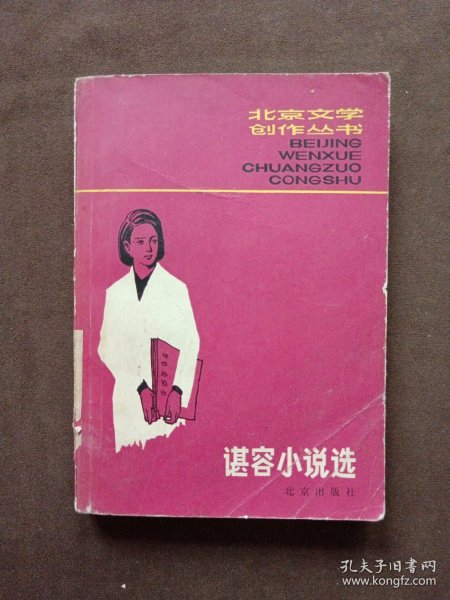 北京文学
创作丛书
BEIJING
WENXUE
CHUANGZUO
CONGSHU
谌容小说选
北京出版社
孔夫子旧书网
www.kongfz.com